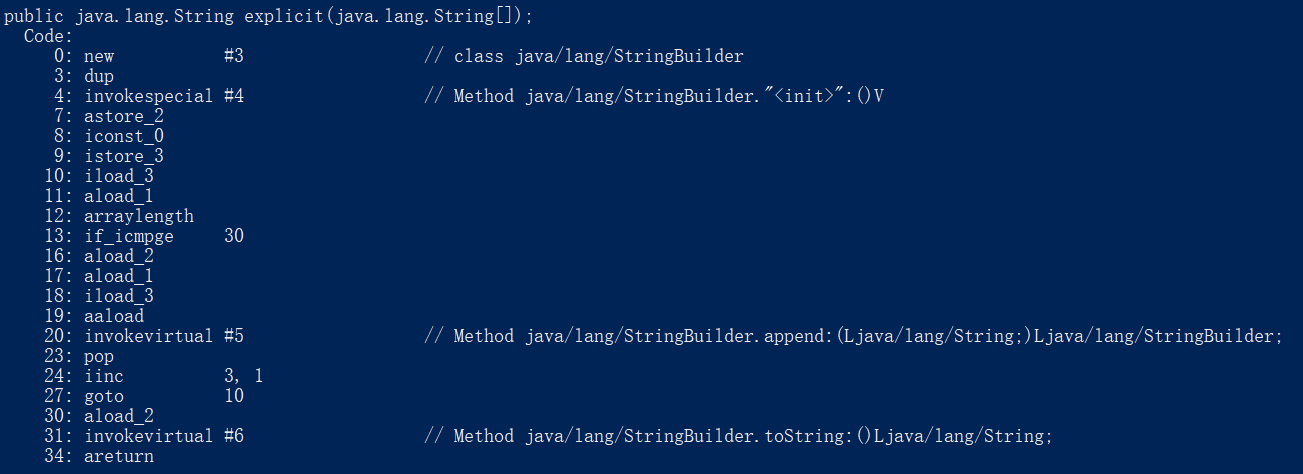 public java.lang.String explicit(java.lang.String[]);
  Code:
     0: new           #3                  // class java/lang/StringBuilder
     3: dup
     4: invokespecial #4                  // Method java/lang/StringBuilder."<init>":()V
     7: astore_2
     8: iconst_0
     9: istore_3
    10: iload_3
    11: aload_1
    12: arraylength
    13: if_icmpge     30
    16: aload_2
    17: aload_1
    18: iload_3
    19: aaload
    20: invokevirtual #5                  // Method java/lang/StringBuilder.append:(Ljava/lang/String;)Ljava/lang/StringBuilder;
    23: pop
    24: iinc          3, 1
    27: goto          10
    30: aload_2
    31: invokevirtual #6                  // Method java/lang/StringBuilder.toString:()Ljava/lang/String;
    34: areturn